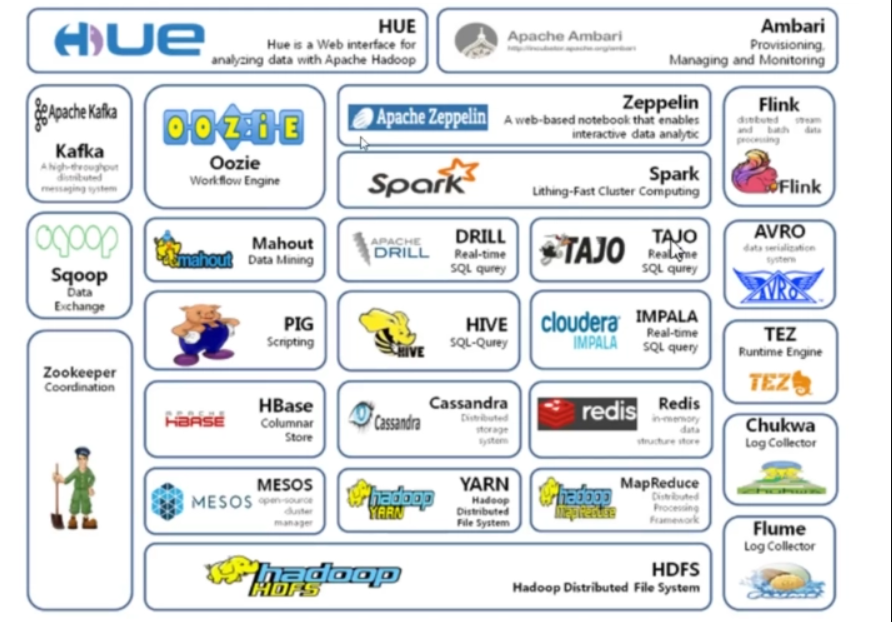 HUE
HUE
Hue is a Web interface for
analyzing data with Apache Hadoop
Apache Ambari
http://incubator.apache.org/ambari
Ambari
Provisioning,
Managing and Monitoring
Apache Kafka
Kafka
A high-throughput
distributed
messaging system
OOZiE
Oozie
Workflow Engine
Apache Zeppelin
Zeppelin
A web-based notebook that enables
interactive data analytic
Spark
Spark
Lithing-Fast Cluster Computing
Flink
distributed stream
and batch data
processing
Flink
sqoop
Sqoop
Data
Exchange
mahout
Mahout
Data Mining
APACHE
DRILL
DRILL
Real-time
SQL qurey
TAJO
TAJO
Real-time
SQL qurey
AVRO
data serialization
system
AVRO
PIG
Scripting
HIVE
HIVE
SQL-Qurey
cloudera
IMPALA
IMPALA
Real-time
SQL query
TEZ
Runtime Engine
TEZ
Zookeeper
Coordination
APACHE
HBASE
HBase
Columnar
Store
Cassandra
Cassandra
Distributed
storage
system
redis
Redis
in-memory
data
structure store
Chukwa
Log Collector
MESOS
MESOS
open-source
cluster
manager
hadoop
YARN
YARN
Hadoop
Distributed
File System
hadoop
Map Reduce
MapReduce
Distributed
Processing
Framework
Flume
Log Collector
hadoop
HDFS
HDFS
Hadoop Distributed File System